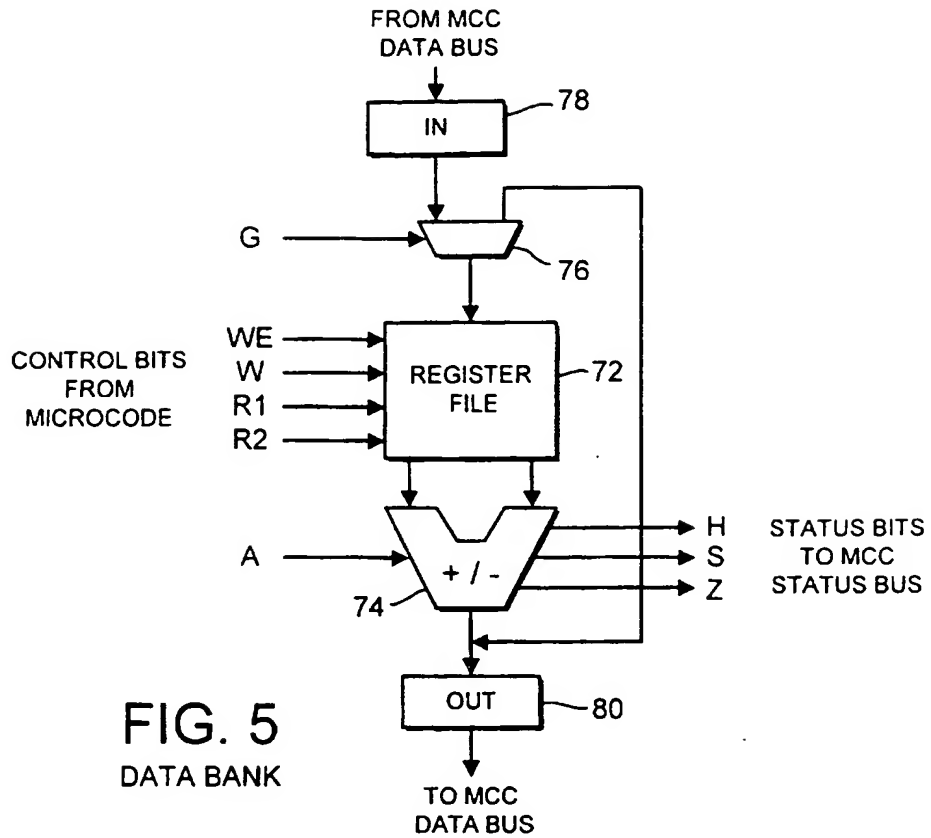 FROM MCC
DATA BUS
78
IN
G
76
CONTROL BITS
FROM
MICROCODE
WE
W
R1
R2
REGISTER
FILE
72
A
+ / -
74
H
S
Z
STATUS BITS
TO MCC
STATUS BUS
OUT
80
FIG. 5
DATA BANK
TO MCC
DATA BUS